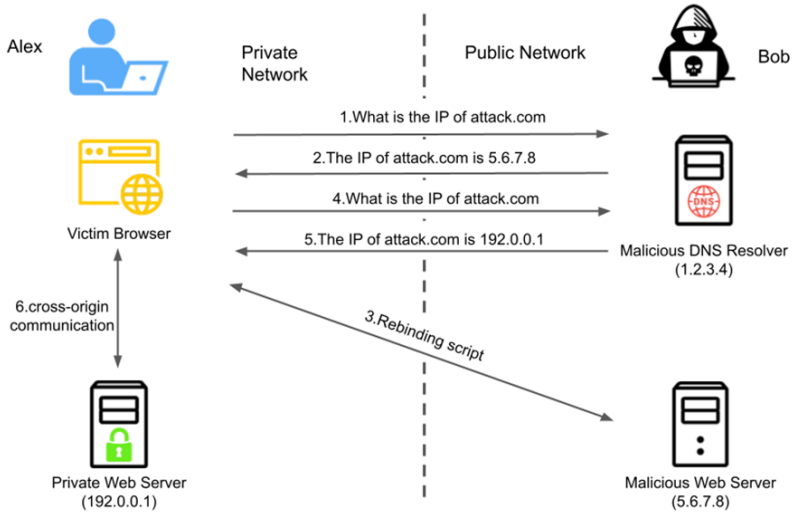 Alex
Private
Network
Public Network
Bob
1.What is the IP of attack.com
2.The IP of attack.com is 5.6.7.8
4.What is the IP of attack.com
5.The IP of attack.com is 192.0.0.1
Victim Browser
DNS
Malicious DNS Resolver
(1.2.3.4)
6.cross-origin
communication
3.Rebinding script
Private Web Server
(192.0.0.1)
Malicious Web Server
(5.6.7.8)